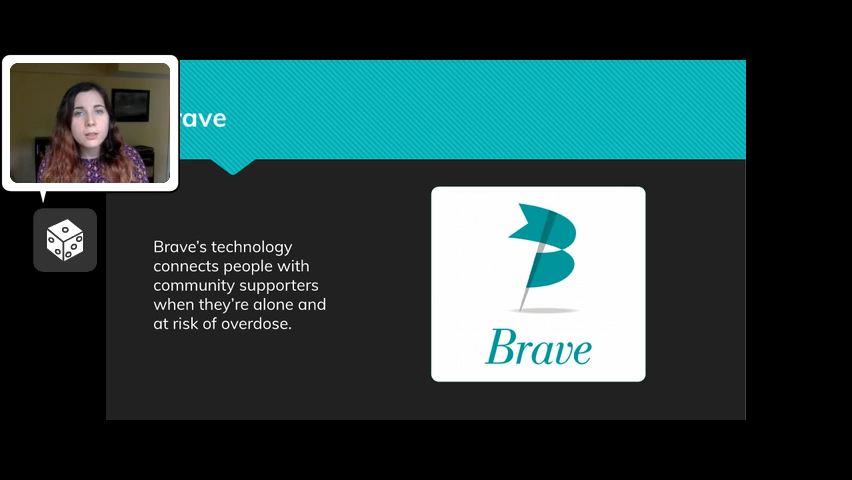 rave
Brave's technology
connects people with
community supporters
when they're alone and
at risk of overdose.
Brave